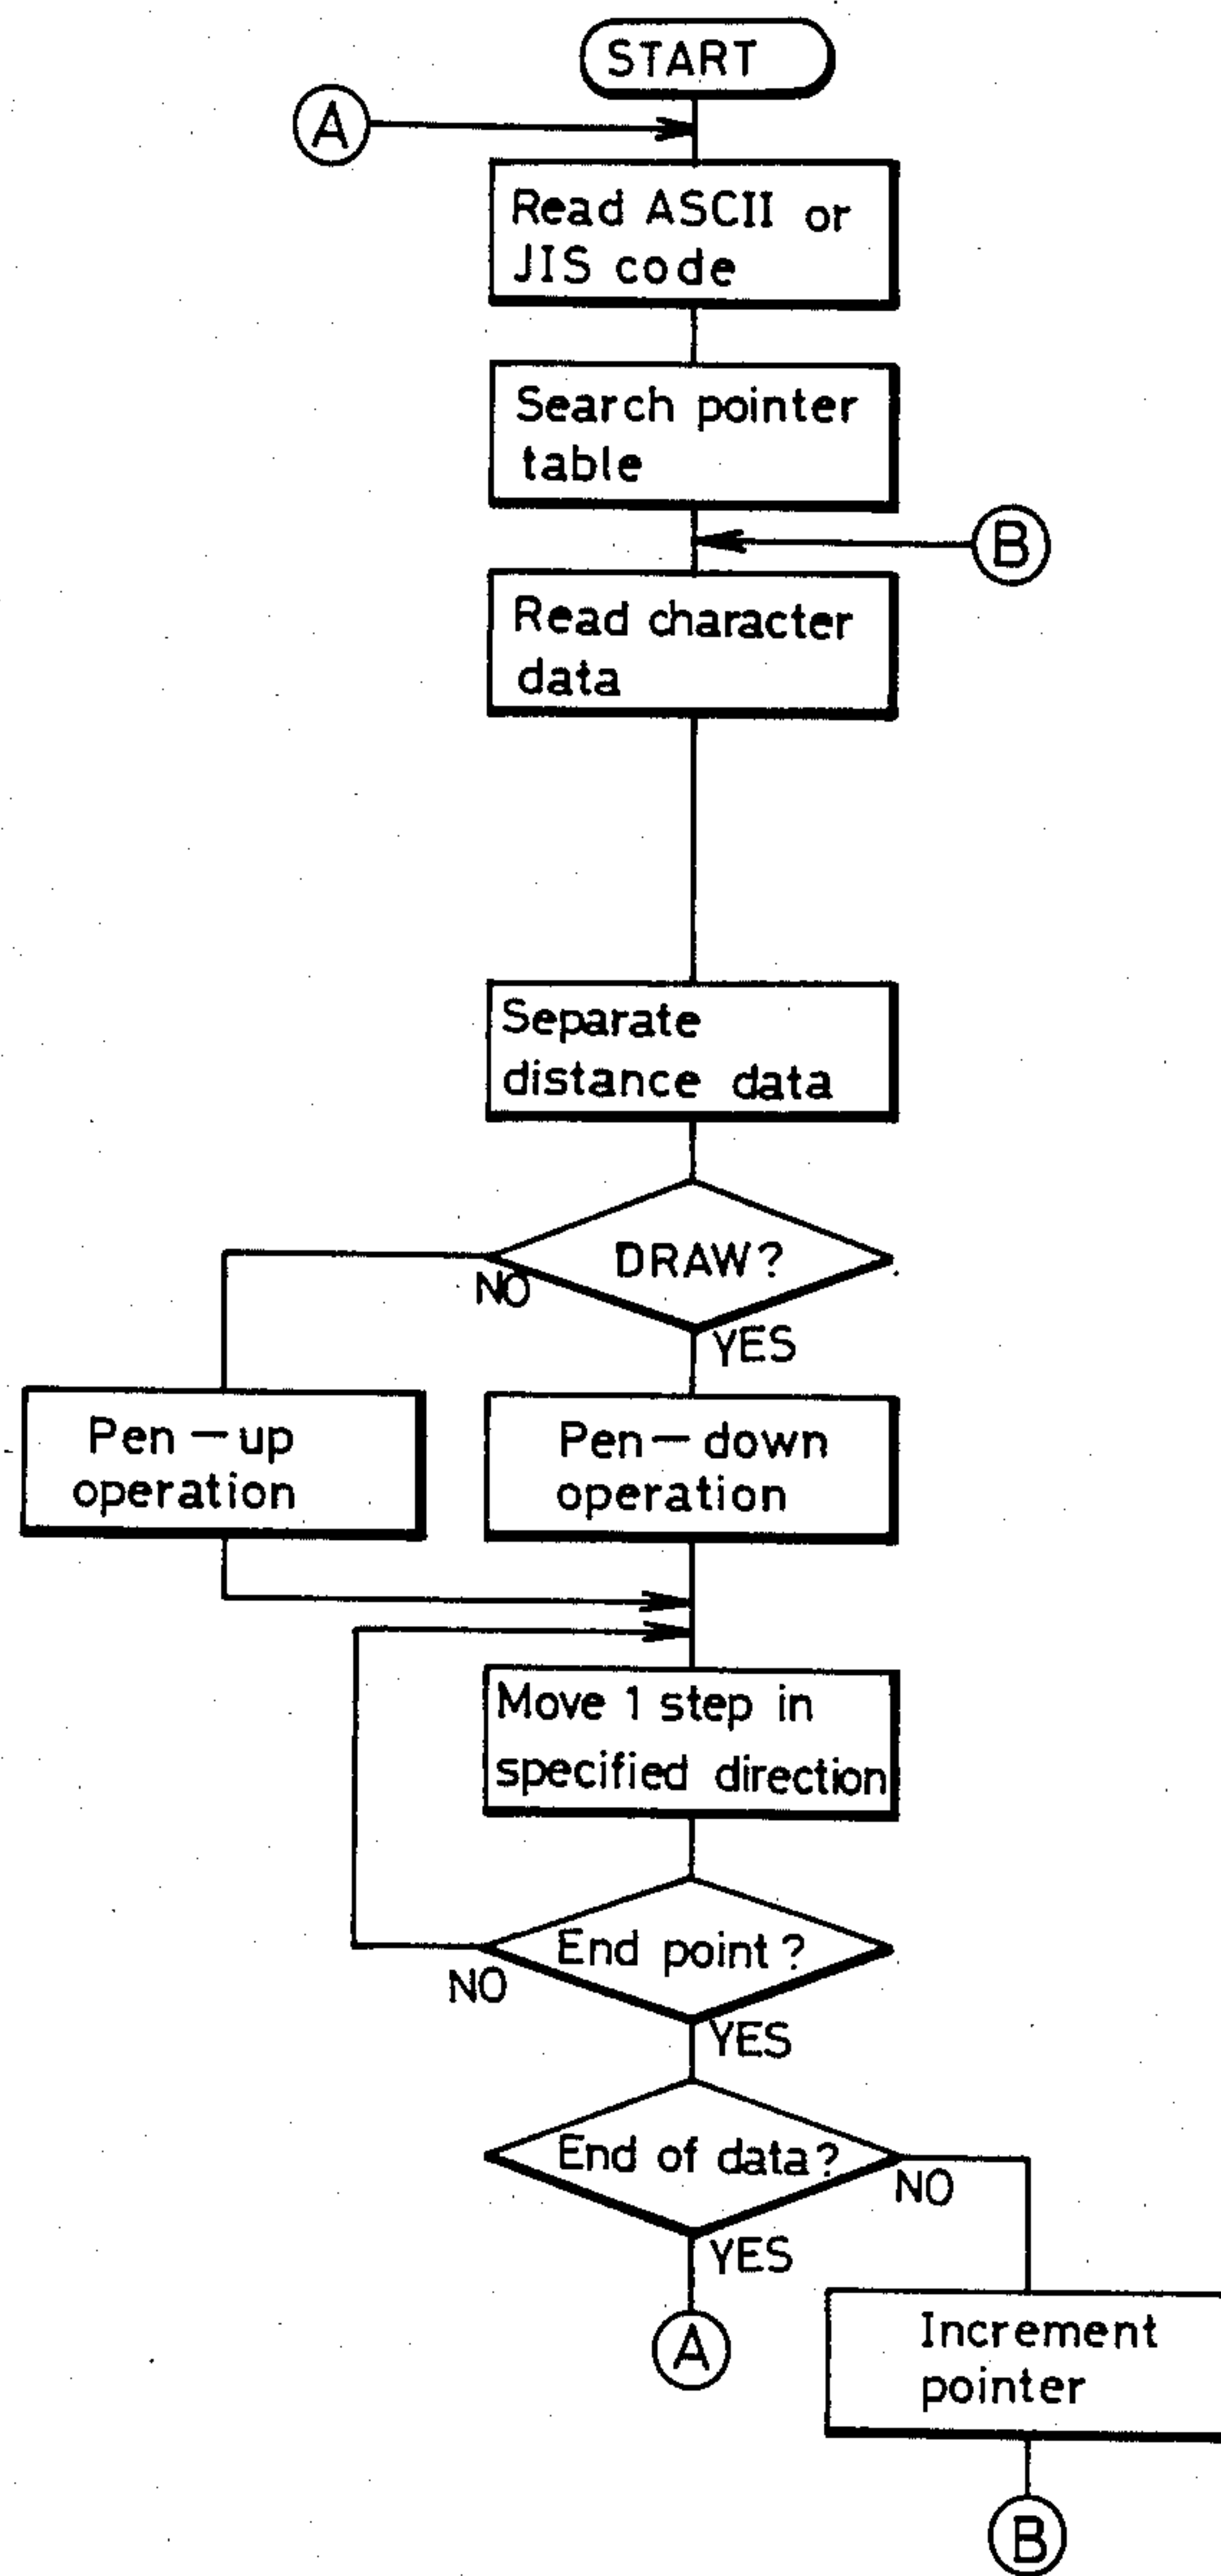 START
A
Read ASCII or
JIS code
Search pointer
table
B
Read character
data
Separate
distance data
DRAW?
NO
YES
Pen-up
operation
Pen-down
operation
Move 1 step in
specified direction
End point?
NO
YES
End of data?
NO
YES
A
Increment
pointer
B